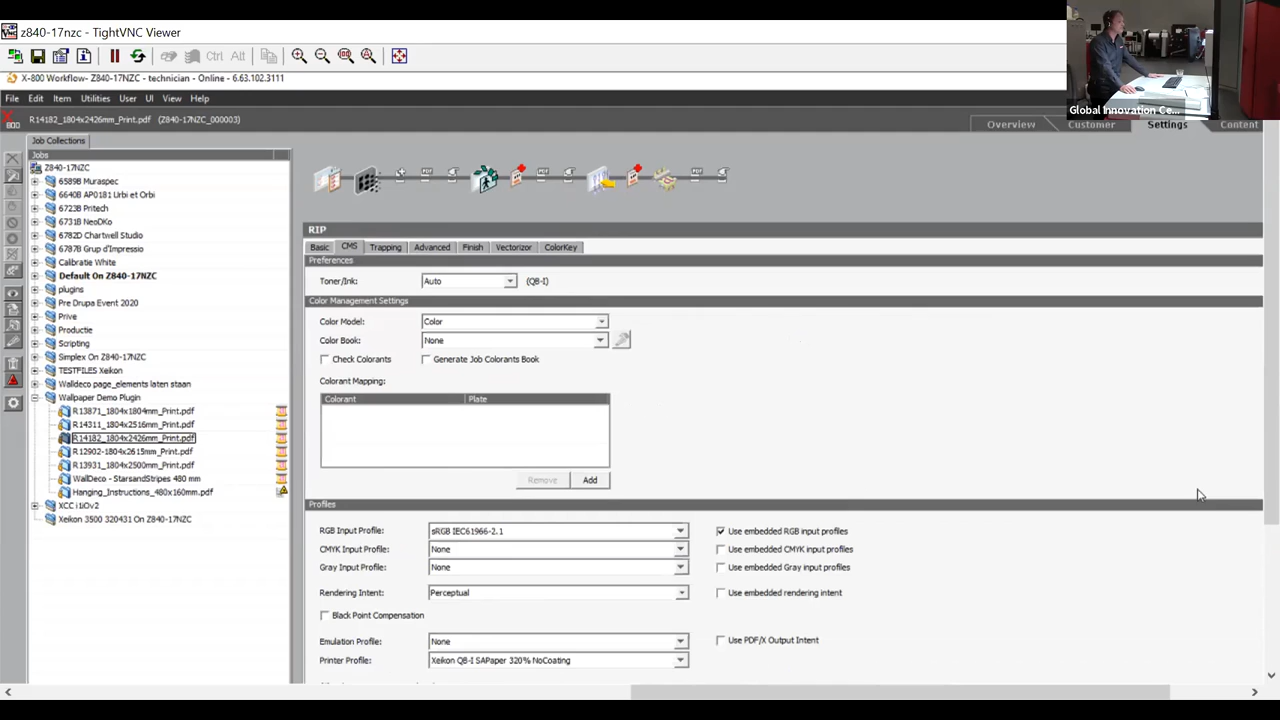 z840-17nzc - TightVNC Viewer
Ctrl Alt
X-800 Workflow- Z840-17NZC - technician - Online - 6.63.102.3111
File Edit Item Utilities User UI View Help
R14182_1804x2426mm_Print.pdf (Z840-17NZC_000003)
800
Global Innovation Ce...
Overview Customer Settings Content
Job Collections
Jobs
Z840-17NZC
6589B Muraspec
6640B AP0181 Urbi et Orbi
6723B Pritech
6731B NeoDKo
6782D Chartwell Studio
6787B Grup d'Impressio
Calibratie White
Default On Z840-17NZC
plugins
Pre Drupa Event 2020
Prive
Productie
Scripting
Simplex On Z840-17NZC
TESTFILES Xeikon
Walldeco page_elements laten staan
Wallpaper Demo Plugin
R13871_1804x1804mm_Print.pdf
R14311_1804x2516mm_Print.pdf
R14182_1804x2426mm_Print.pdf
R12902-1804x2615mm_Print.pdf
R13931_1804x2500mm_Print.pdf
WallDeco - StarsandStripes 480 mm
Hanging_Instructions_480x160mm.pdf
XCC i1iOv2
Xeikon 3500 320431 On Z840-17NZC
PDF PDF PDF
RIP
Basic CMS Trapping Advanced Finish Vectorizor ColorKey
Preferences
Toner/Ink: Auto (QB-I)
Color Management Settings
Color Model: Color
Color Book: None
Check Colorants Generate Job Colorants Book
Colorant Mapping:
Colorant Plate
Remove Add
Profiles
RGB Input Profile: sRGB IEC61966-2.1 Use embedded RGB input profiles
CMYK Input Profile: None Use embedded CMYK input profiles
Gray Input Profile: None Use embedded Gray input profiles
Rendering Intent: Perceptual Use embedded rendering intent
Black Point Compensation
Emulation Profile: None Use PDF/X Output Intent
Printer Profile: Xeikon QB-I SAPaper 320% NoCoating